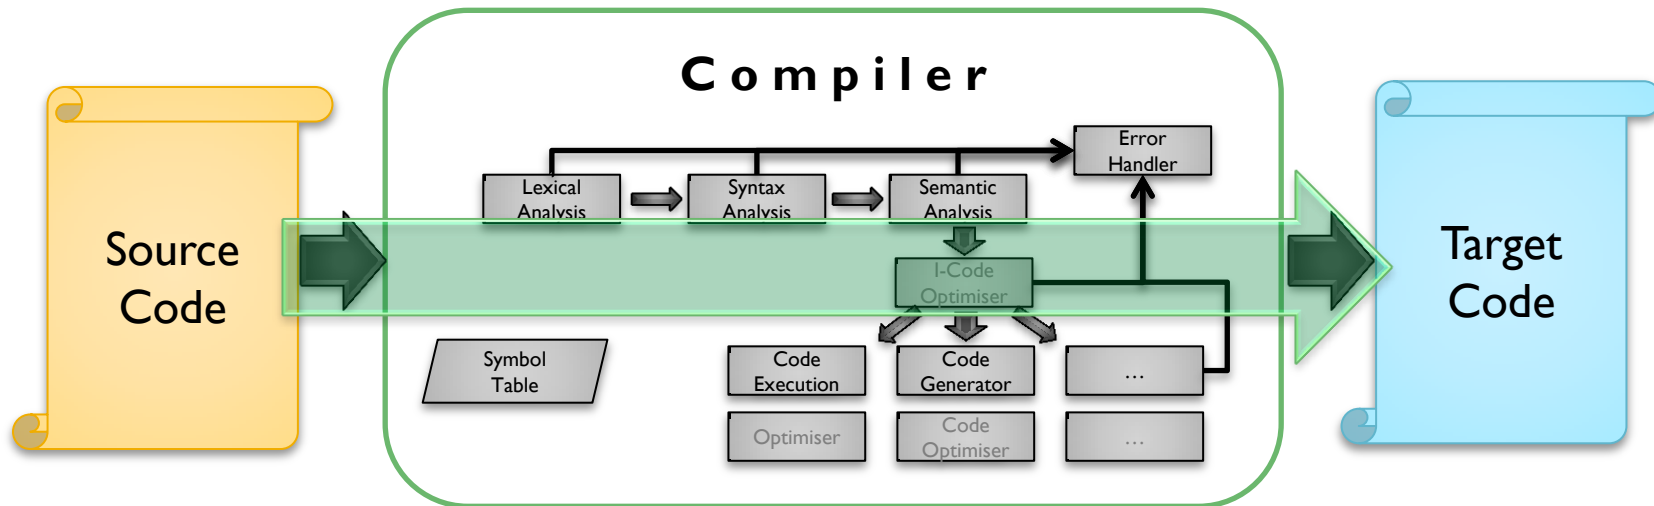 Compiler
Error
Handler
Lexical
Analysis
Syntax
Analysis
Semantic
Analysis
Source
Code
Target
Code
I-Code
Optimiser
Symbol
Table
Code
Execution
Code
Generator
...
Optimiser
Code
Optimiser
...